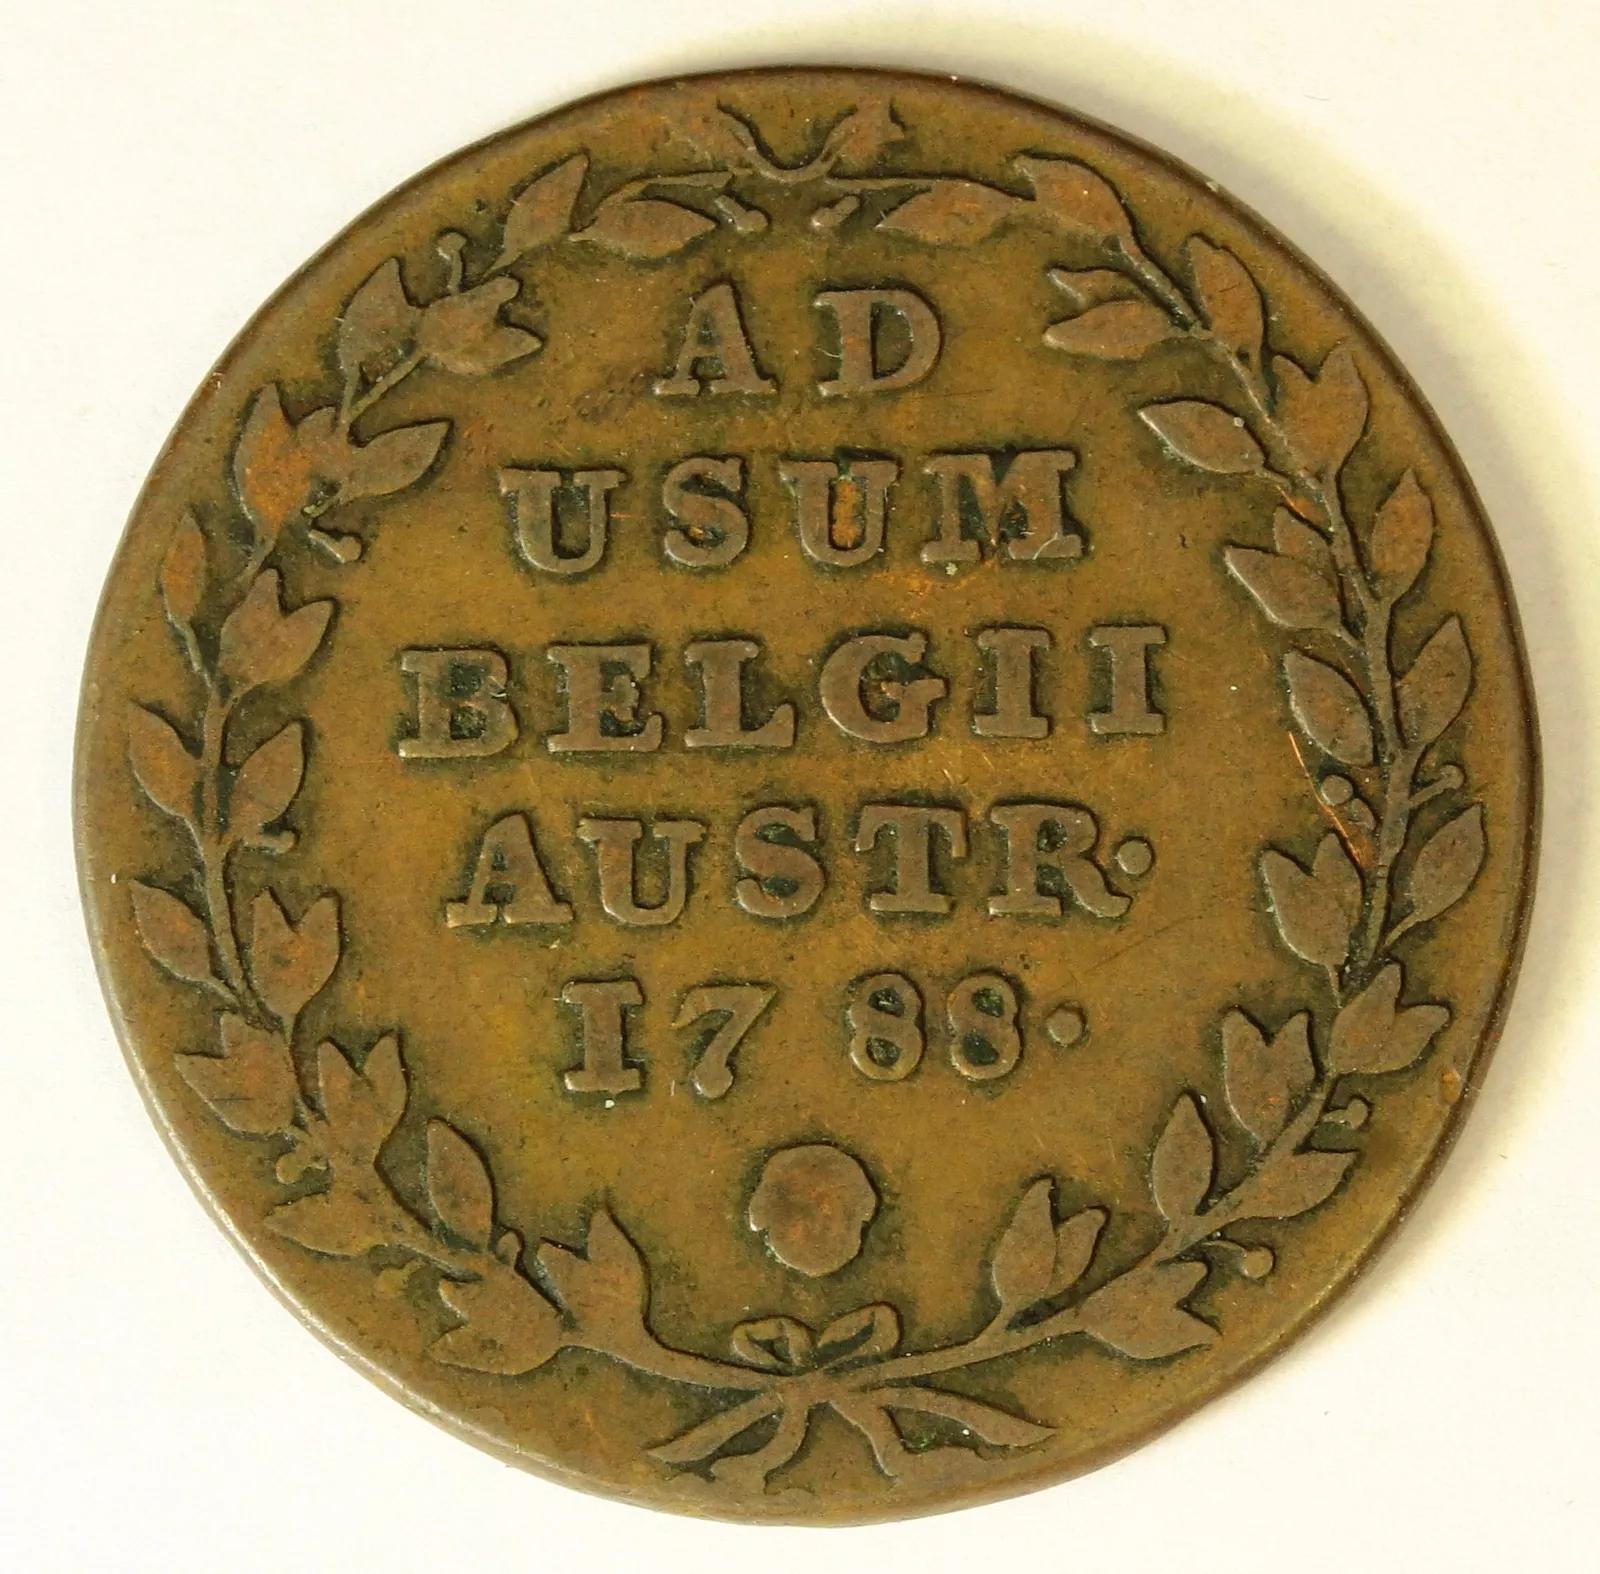 AD
USUM
BELGII
AUSTR.
1788.